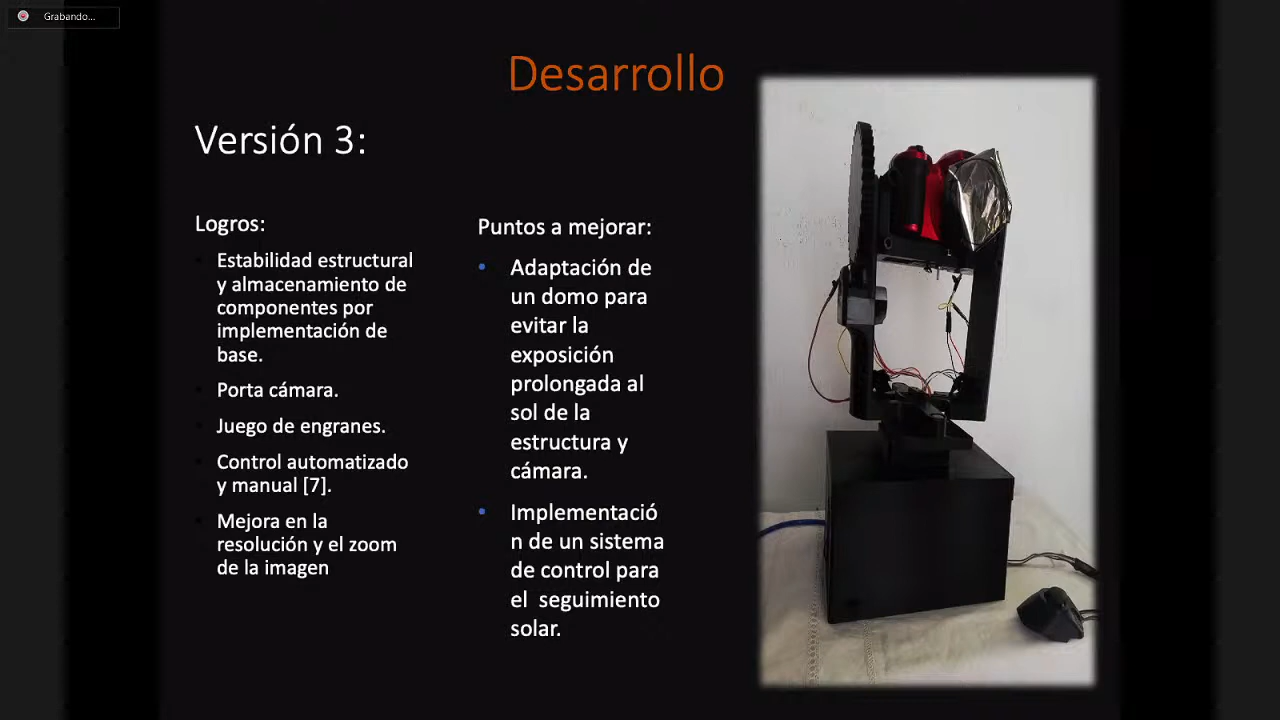 Grabando...
Desarrollo
Versión 3:
Logros:
Estabilidad estructural
y almacenamiento de
componentes por
implementación de
base.
Porta cámara.
Juego de engranes.
Control automatizado
y manual [7].
Mejora en la
resolución y el zoom
de la imagen
Puntos a mejorar:
Adaptación de
un domo para
evitar la
exposición
prolongada al
sol de la
estructura y
cámara.
Implementació
n de un sistema
de control para
el seguimiento
solar.